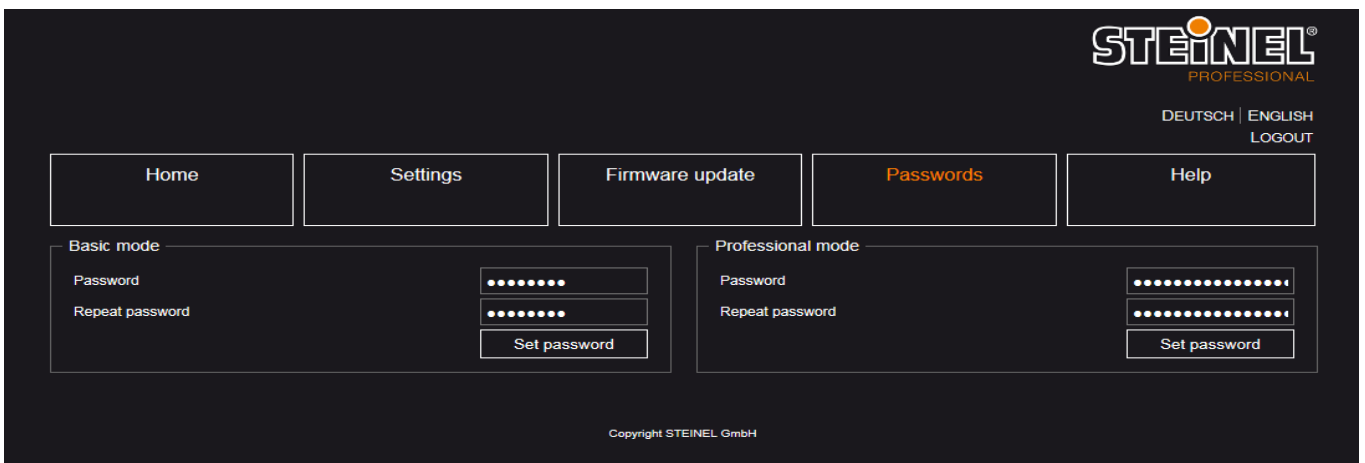 STEINEL®
PROFESSIONAL
DEUTSCH | ENGLISH
LOGOUT
Home Settings Firmware update Passwords Help
Basic mode Professional mode
Password ●●●●●●●● Password ●●●●●●●●●●●●●●●●
Repeat password ●●●●●●●● Repeat password ●●●●●●●●●●●●●●●●
Set password Set password
Copyright STEINEL GmbH